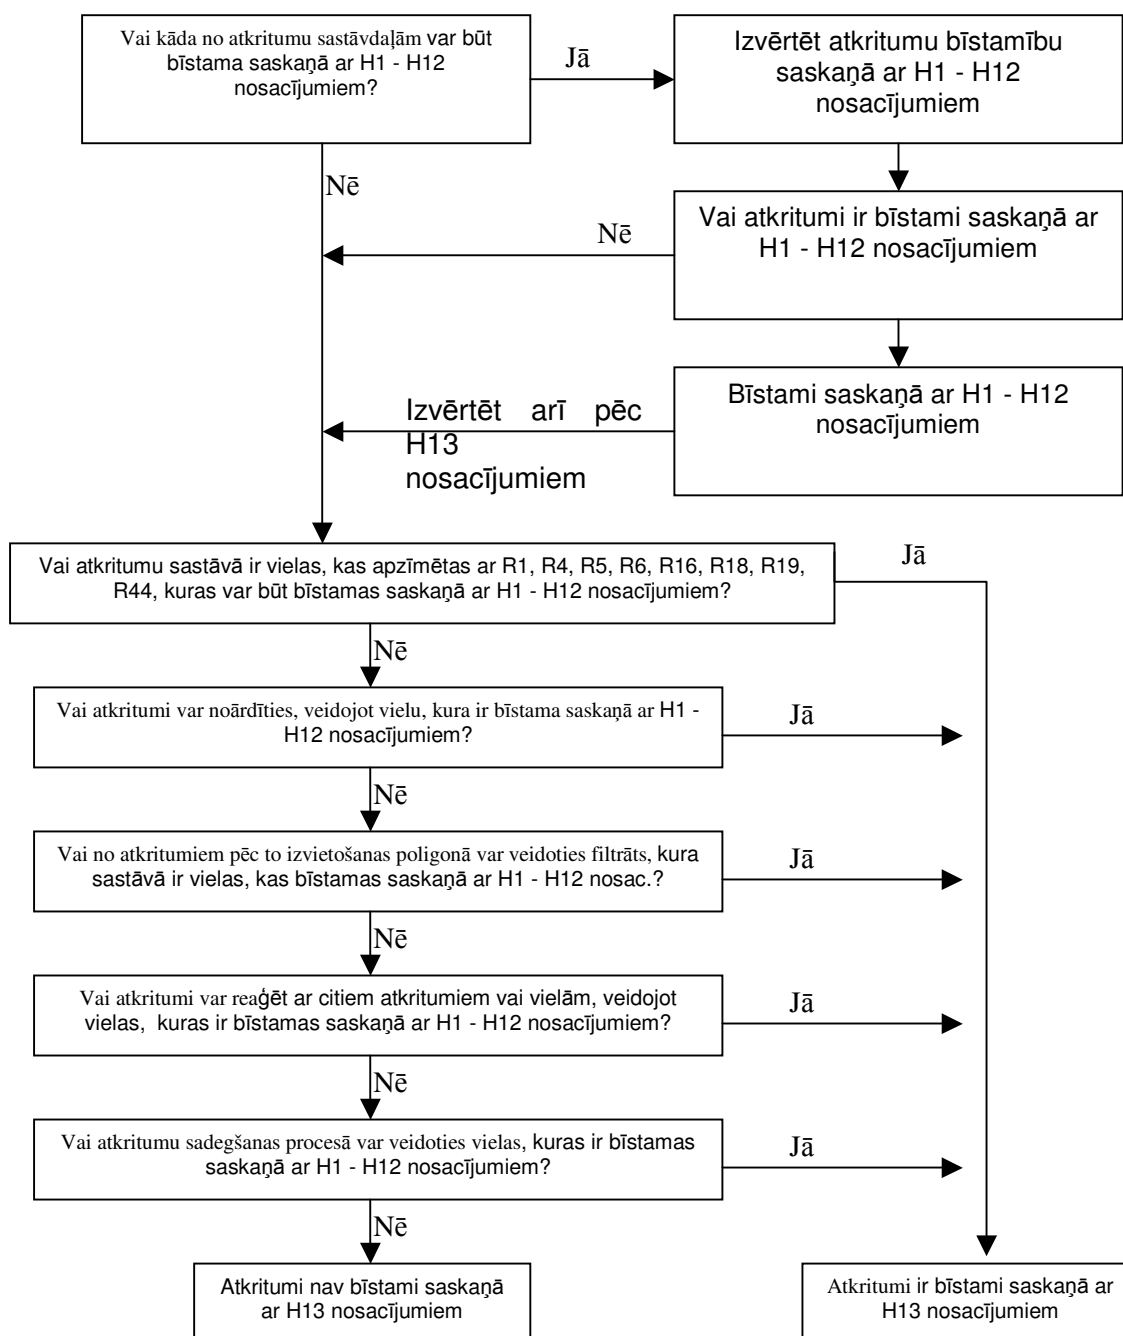 Vai kāda no atkritumu sastāvdaļām var būt
bīstama saskaņā ar H1 - H12
nosacījumiem?
Jā
Izvērtēt atkritumu bīstamību
saskaņā ar H1 - H12
nosacījumiem
Nē
Vai atkritumi ir bīstami saskaņā ar
H1 - H12 nosacījumiem
Nē
Bīstami saskaņā ar H1 - H12
nosacījumiem
Izvērtēt arī pēc
H13
nosacījumiem
Vai atkritumu sastāvā ir vielas, kas apzīmētas ar R1, R4, R5, R6, R16, R18, R19,
R44, kuras var būt bīstamas saskaņā ar H1 - H12 nosacījumiem?
Jā
Nē
Vai atkritumi var noārdīties, veidojot vielu, kura ir bīstama saskaņā ar H1 -
H12 nosacījumiem?
Jā
Nē
Vai no atkritumiem pēc to izvietošanas poligonā var veidoties filtrāts, kura
sastāvā ir vielas, kas bīstamas saskaņā ar H1 - H12 nosac.?
Jā
Nē
Vai atkritumi var reaģēt ar citiem atkritumiem vai vielām, veidojot
vielas, kuras ir bīstamas saskaņā ar H1 - H12 nosacījumiem?
Jā
Nē
Vai atkritumu sadegšanas procesā var veidoties vielas, kuras ir bīstamas
saskaņā ar H1 - H12 nosacījumiem?
Jā
Nē
Atkritumi nav bīstami saskaņā
ar H13 nosacījumiem
Atkritumi ir bīstami saskaņā ar
H13 nosacījumiem